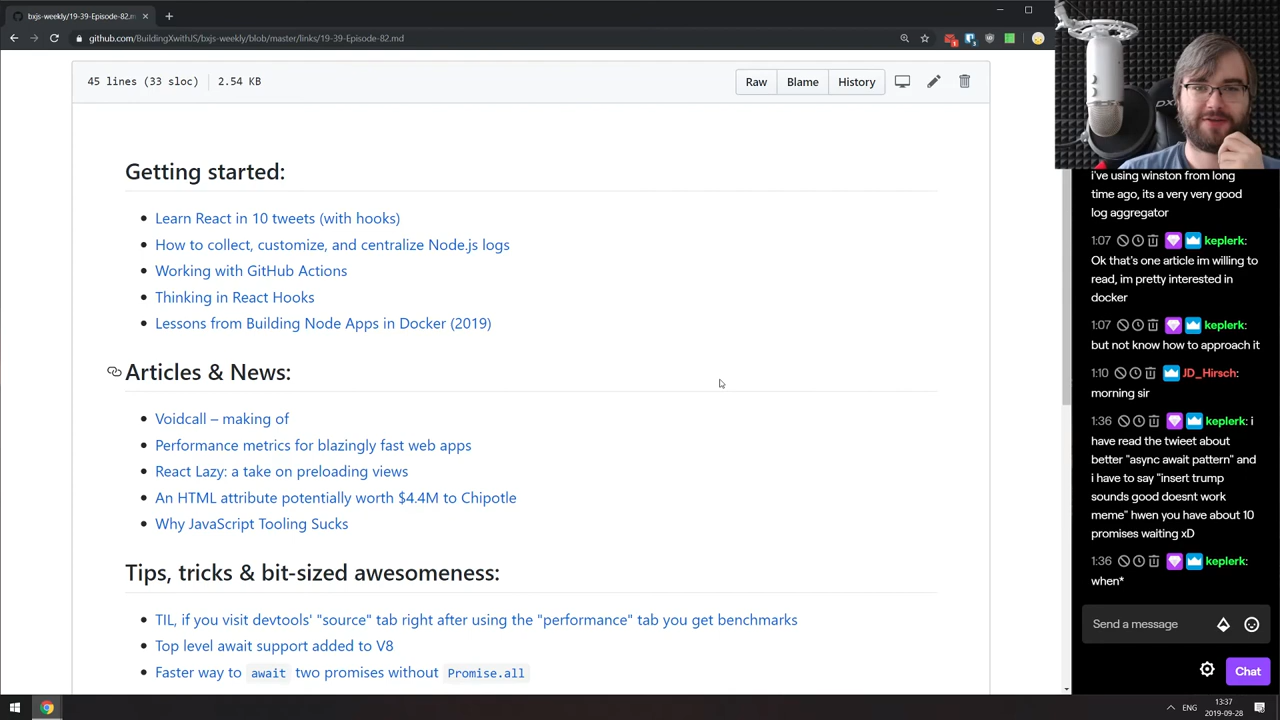 bxjs-weekly/19-39-Episode-82.m
github.com/BuildingXwithJS/bxjs-weekly/blob/master/links/19-39-Episode-82.md
45 lines (33 sloc)
2.54 KB
Raw
Blame
History
Getting started:
Learn React in 10 tweets (with hooks)
How to collect, customize, and centralize Node.js logs
Working with GitHub Actions
Thinking in React Hooks
Lessons from Building Node Apps in Docker (2019)
Articles & News:
Voidcall – making of
Performance metrics for blazingly fast web apps
React Lazy: a take on preloading views
An HTML attribute potentially worth $4.4M to Chipotle
Why JavaScript Tooling Sucks
Tips, tricks & bit-sized awesomeness:
TIL, if you visit devtools' "source" tab right after using the "performance" tab you get benchmarks
Top level await support added to V8
Faster way to await two promises without Promise.all
i've using winston from long
time ago, its a very very good
log aggregator
1:07 keplerk:
Ok that's one article im willing to
read, im pretty interested in
docker
1:07 keplerk:
but not know how to approach it
1:10 JD_Hirsch:
morning sir
1:36 keplerk: i
have read the twieet about
better "async await pattern" and
i have to say "insert trump
sounds good doesnt work
meme" hwen you have about 10
promises waiting xD
1:36 keplerk:
when*
Send a message
Chat
ENG
13:37
2019-09-28